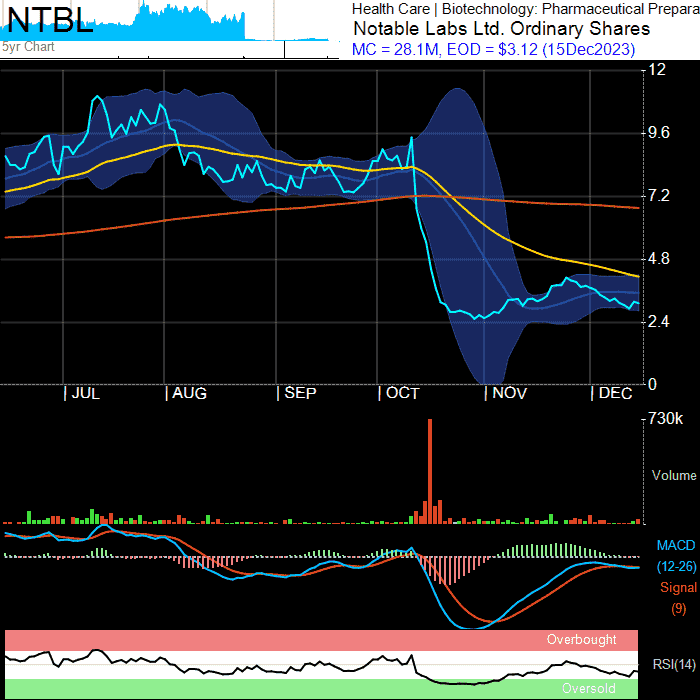 NTBL
5yr Chart
Health Care | Biotechnology: Pharmaceutical Prepara
Notable Labs Ltd. Ordinary Shares
MC = 28.1M, EOD = $3.12 (15Dec2023)
12
9.6
7.2
4.8
2.4
0
| JUL | AUG | SEP | OCT | NOV | DEC
730k
Volume
MACD
(12-26)
Signal
(9)
Overbought
RSI(14)
Oversold